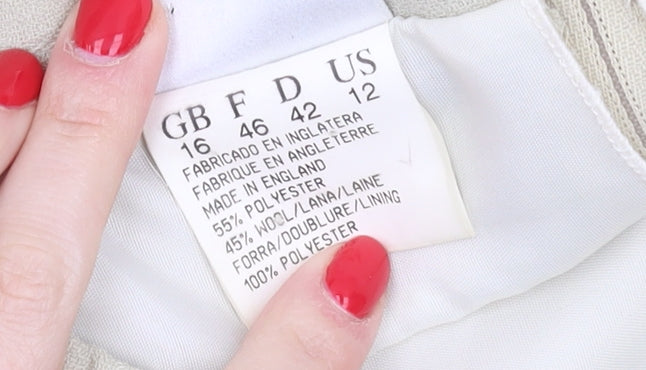 GB F D US
16 46 42 12
FABRICADO EN INGLATERA
FABRIQUE EN ANGLETERRE
MADE IN ENGLAND
55% POLYESTER
45% WOOL/LANA/LAINE
FORRA/DOUBLURE/LINING
100% POLYESTER